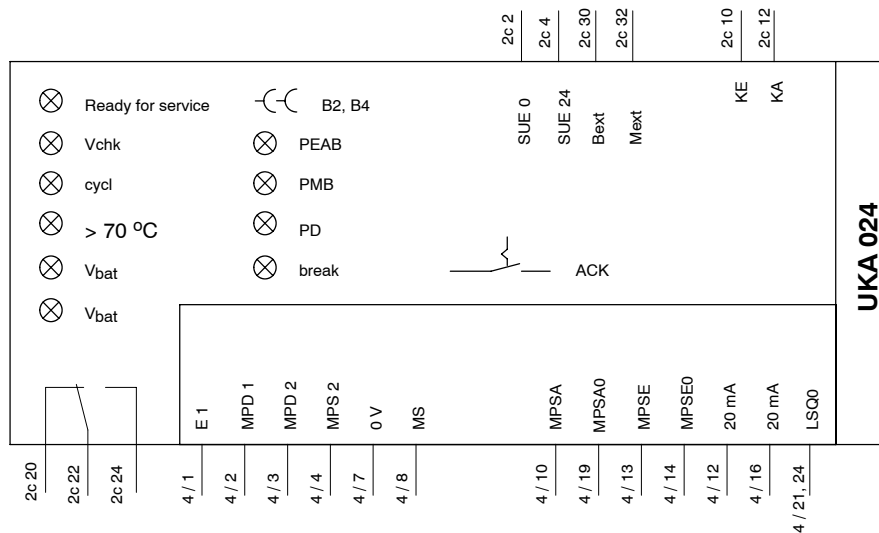 2c 2
2c 4
2c 30
2c 32
2c 10
2c 12
SUE 0
SUE 24
Bext
Mext
KE
KA
Ready for service
B2, B4
Vchk
PEAB
cycl
PMB
> 70 °C
PD
Vbat
break
ACK
Vbat
UKA 024
E 1
MPD 1
MPD 2
MPS 2
0 V
MS
MPSA
MPSA0
MPSE
MPSE0
20 mA
20 mA
LSQ0
2c 20
2c 22
2c 24
4 / 1
4 / 2
4 / 3
4 / 4
4 / 7
4 / 8
4 / 10
4 / 19
4 / 13
4 / 14
4 / 12
4 / 16
4 / 21, 24